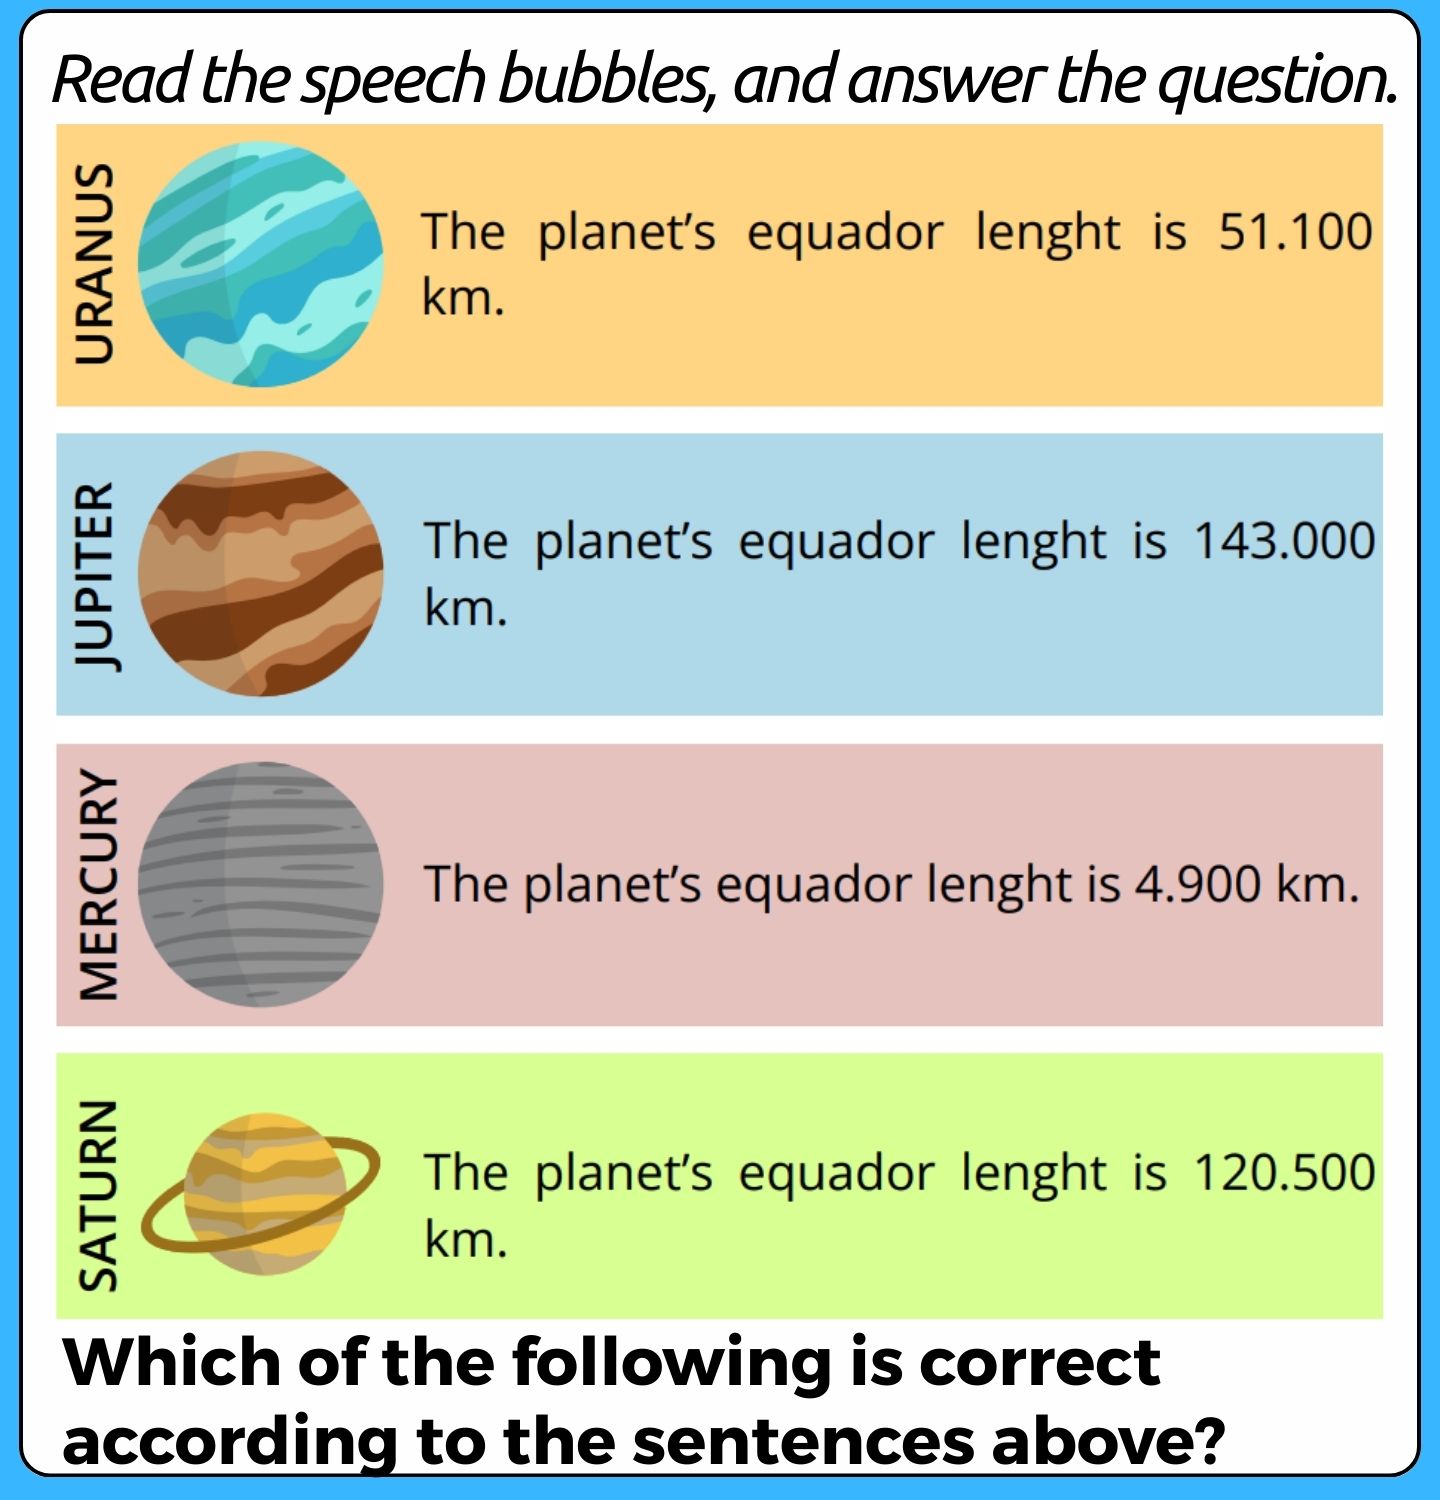 Read the speech bubbles, and answer the question.
URANUS
The planet's equador lenght is 51.100
km.
JUPITER
The planet's equador lenght is 143.000
km.
MERCURY
The planet's equador lenght is 4.900 km.
SATURN
The planet's equador lenght is 120.500
km.
Which of the following is correct
according to the sentences above?